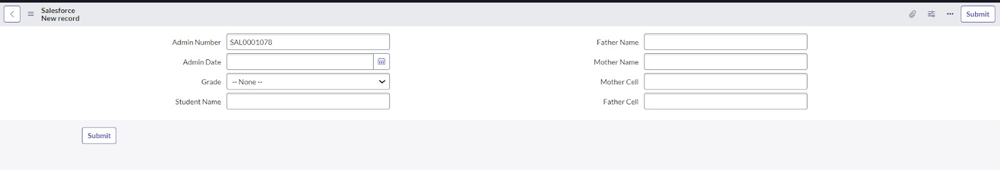 Salesforce
New record
Submit
Admin Number SAL0001078
Admin Date
Grade -- None --
Student Name
Father Name
Mother Name
Mother Cell
Father Cell
Submit